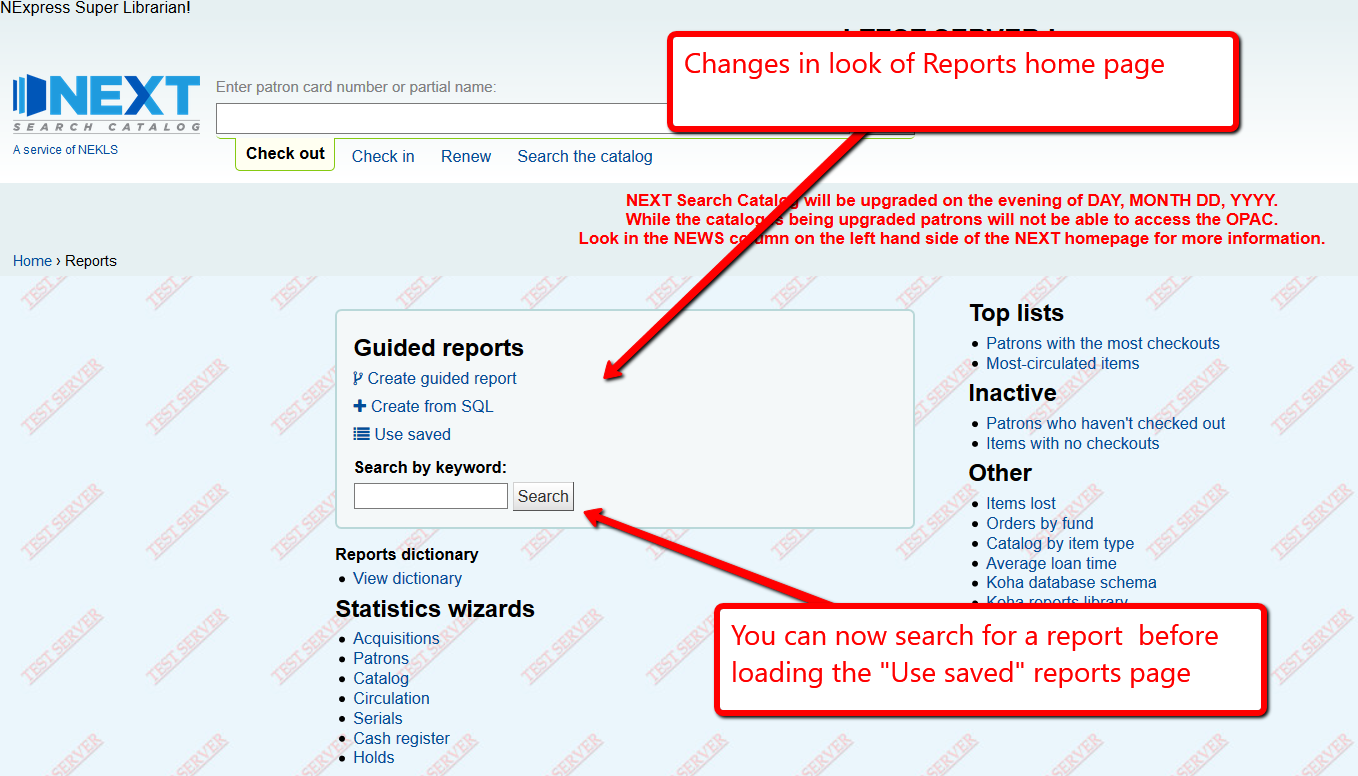 NExpress Super Librarian!
Changes in look of Reports home page
NEXT
SEARCH CATALOG
A service of NEKLS
Enter patron card number or partial name:
Check out
Check in
Renew
Search the catalog
NEXT Search Catalog will be upgraded on the evening of DAY, MONTH DD, YYYY.
While the catalog is being upgraded patrons will not be able to access the OPAC.
Look in the NEWS column on the left hand side of the NEXT homepage for more information.
Home › Reports
Guided reports
Create guided report
Create from SQL
Use saved
Search by keyword:
Search
Reports dictionary
View dictionary
Statistics wizards
Acquisitions
Patrons
Catalog
Circulation
Serials
Cash register
Holds
Top lists
Patrons with the most checkouts
Most-circulated items
Inactive
Patrons who haven't checked out
Items with no checkouts
Other
Items lost
Orders by fund
Catalog by item type
Average loan time
Koha database schema
Koha reports library
You can now search for a report before
loading the "Use saved" reports page
TEST SERVER